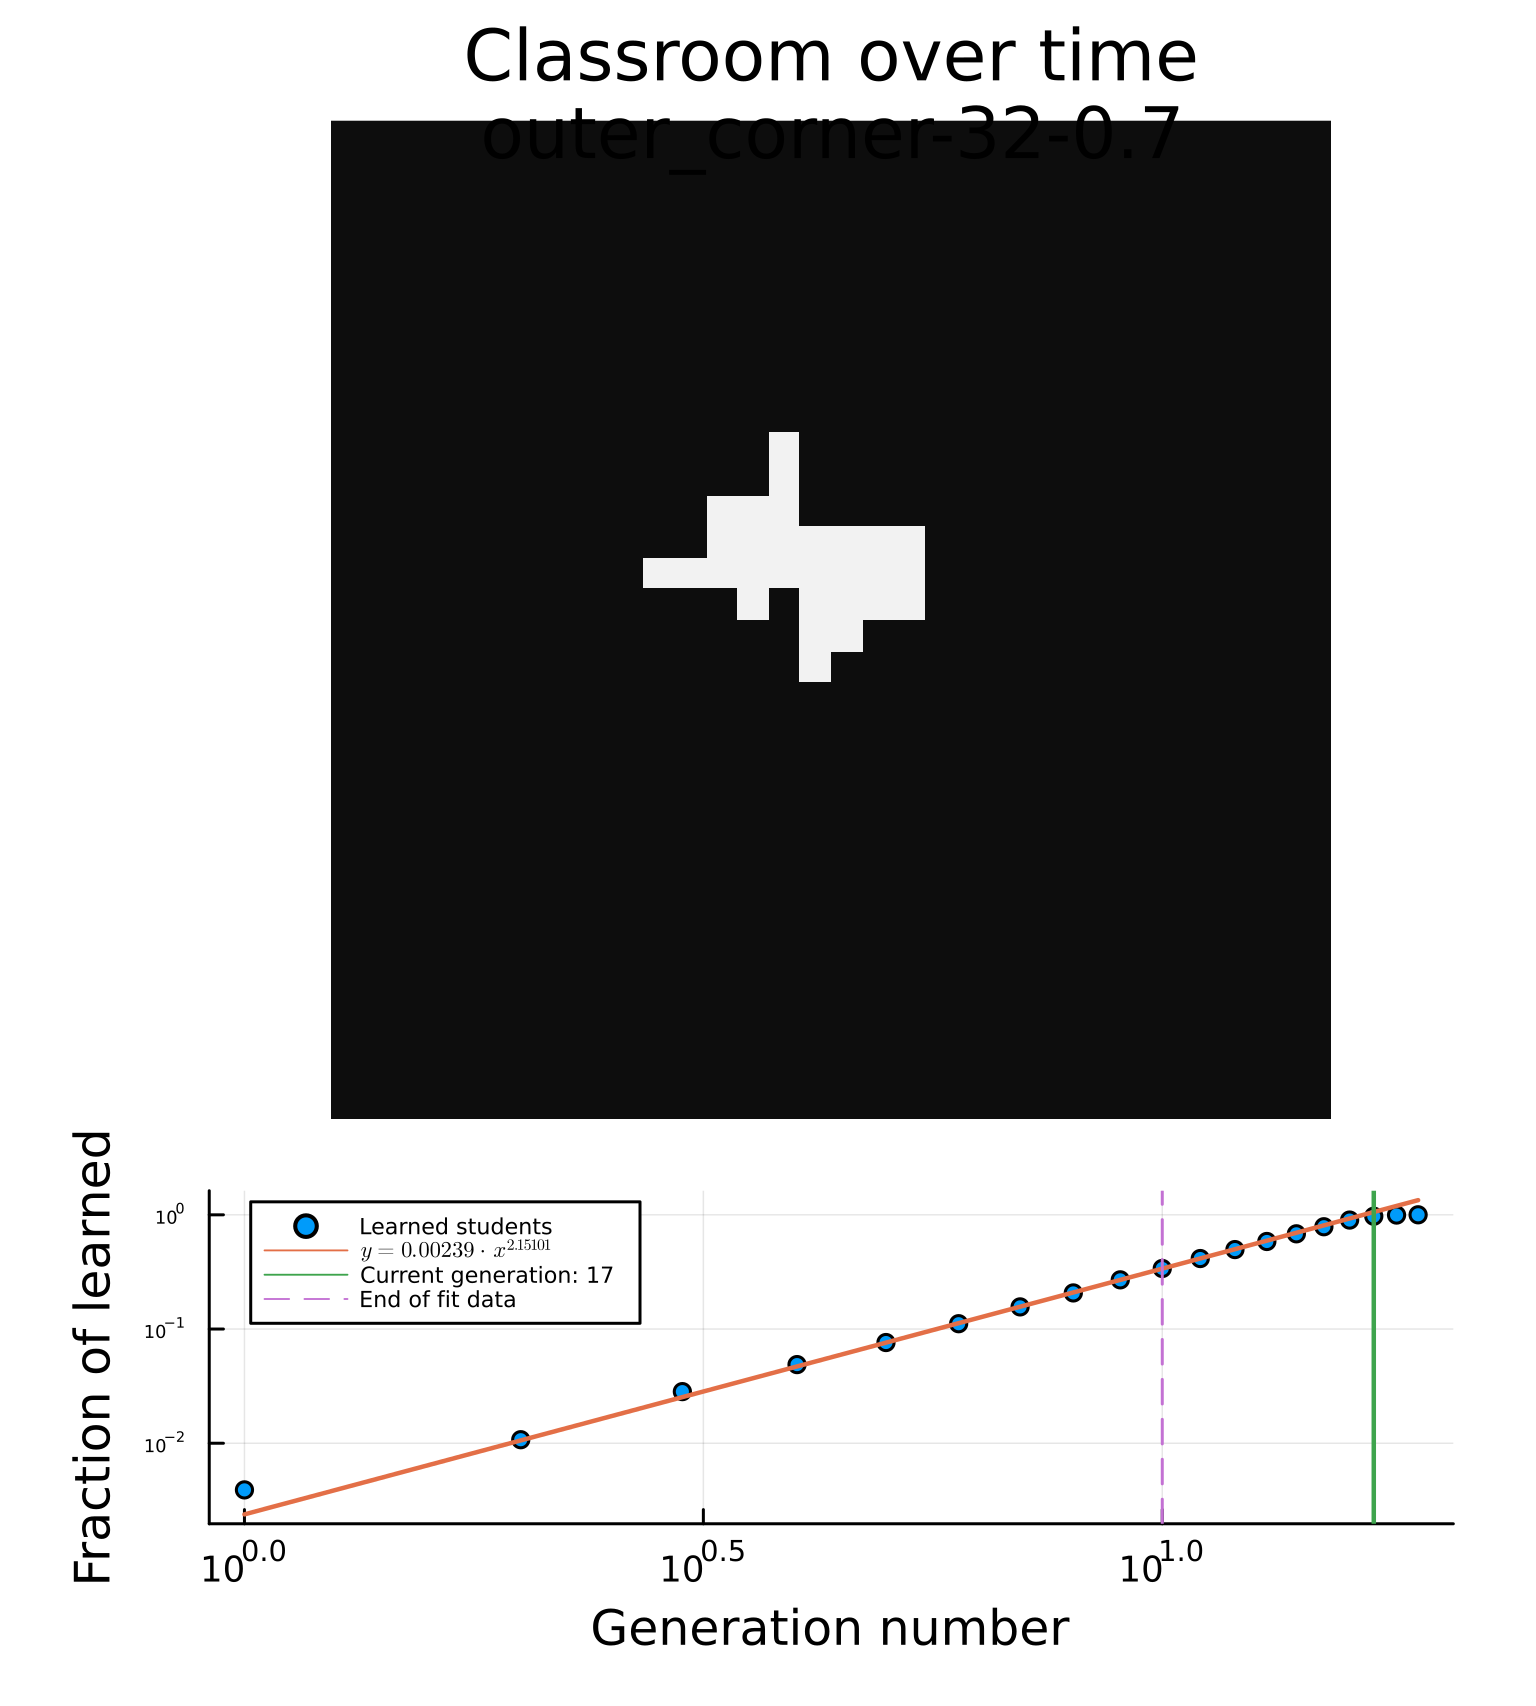 Classroom over time
outer_corner-32-0.7
Fraction of learned
10^0
10^-1
10^-2
Learned students
y = 0.00239 · x^2.15101
Current generation: 17
End of fit data
10^0.0
10^0.5
10^1.0
Generation number